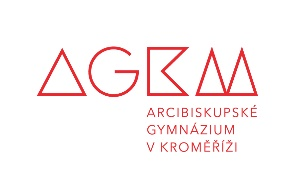 AGKM
ARCIBISKUPSKÉ
GYMNÁZIUM
V KROMĚŘÍŽI